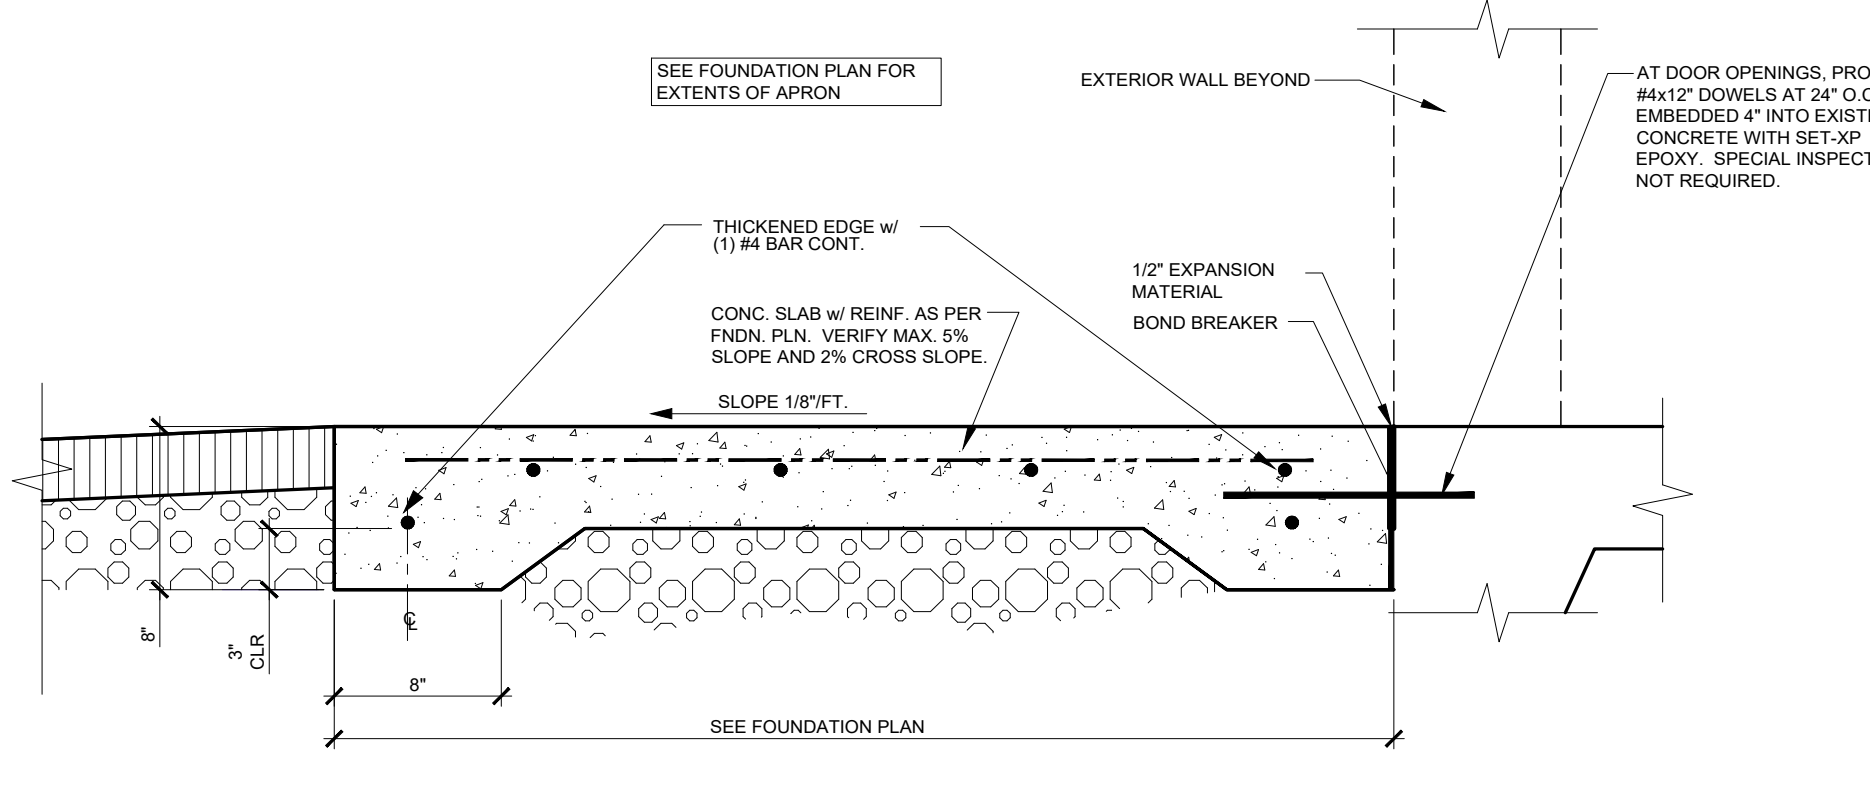 SEE FOUNDATION PLAN FOR
EXTENTS OF APRON
EXTERIOR WALL BEYOND
AT DOOR OPENINGS, PRO
#4x12" DOWELS AT 24" O.C
EMBEDDED 4" INTO EXISTI
CONCRETE WITH SET-XP
EPOXY. SPECIAL INSPECT
NOT REQUIRED.
THICKENED EDGE w/
(1) #4 BAR CONT.
1/2" EXPANSION
MATERIAL
BOND BREAKER
CONC. SLAB w/ REINF. AS PER
FNDN. PLN. VERIFY MAX. 5%
SLOPE AND 2% CROSS SLOPE.
SLOPE 1/8"/FT.
8"
3"
CLR
CL
8"
SEE FOUNDATION PLAN